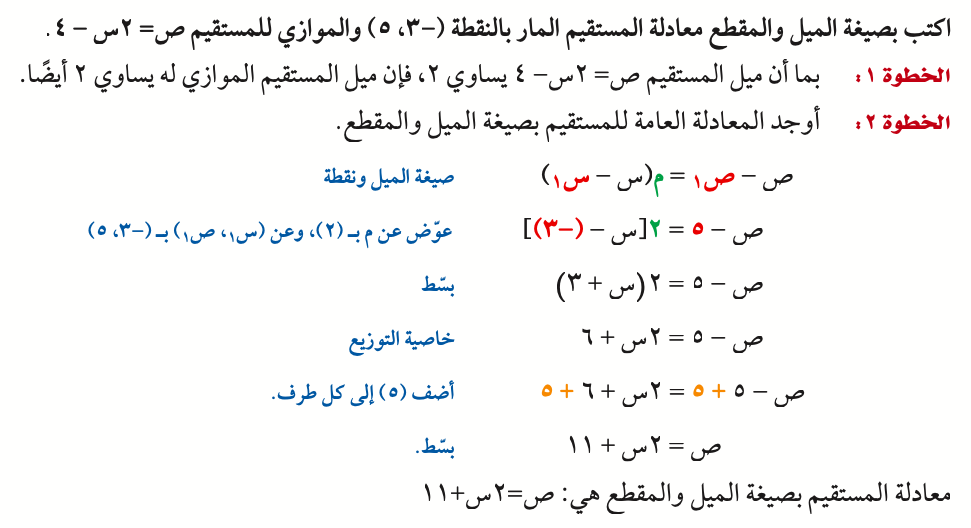 اكتب بصيغة الميل والمقطع معادلة المستقيم المار بالنقطة (–٣، ٥) والموازي للمستقيم ص= ٢س – ٤ .
الخطوة ١ : بما أن ميل المستقيم ص= ٢س– ٤ يساوي ٢، فإن ميل المستقيم الموازي له يساوي ٢ أيضًا.
الخطوة ٢ : أوجد المعادلة العامة للمستقيم بصيغة الميل والمقطع.
ص – ص١ = م(س – س١) صيغة الميل ونقطة
ص – ٥ = ٢[س – (–٣)] عوّض عن م بـ (٢)، وعن (س١، ص١) بـ (–٣، ٥)
ص – ٥ = ٢(س + ٣) بسّط
ص – ٥ = ٢س + ٦ خاصية التوزيع
ص – ٥ + ٥ = ٢س + ٦ + ٥ أضف (٥) إلى كل طرف.
ص = ٢س + ١١ بسّط.
معادلة المستقيم بصيغة الميل والمقطع هي: ص=٢س+١١